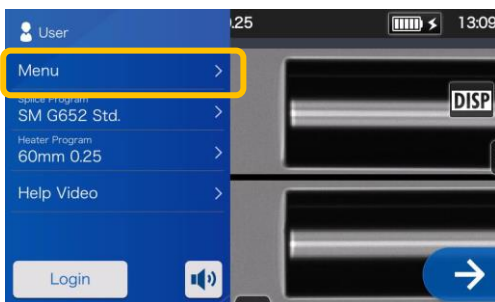 User
.25
13:09
Menu
Splice Program
SM G652 Std.
Heater Program
60mm 0.25
Help Video
Login
DISP